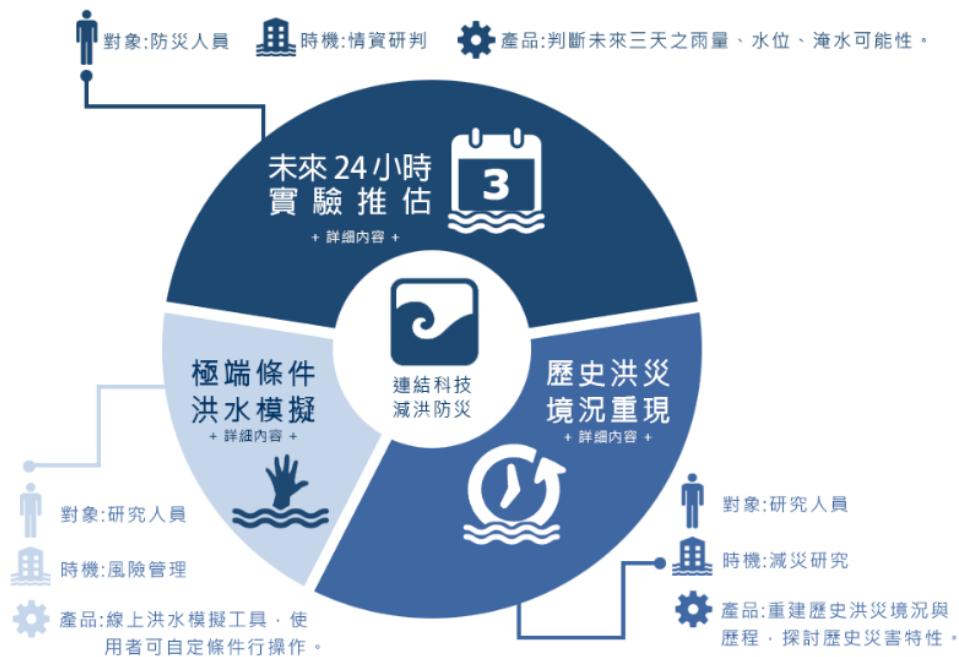 對象:防災人員
時機:情資研判
產品:判斷未來三天之雨量、水位、淹水可能性。
未來24小時
實驗推估
+ 詳細內容 +
3
極端條件
洪水模擬
+ 詳細內容 +
連結科技
減洪防災
歷史洪災
境況重現
+ 詳細內容 +
對象:研究人員
時機:風險管理
產品:線上洪水模擬工具，使
用者可自定條件行操作。
對象:研究人員
時機:減災研究
產品:重建歷史洪災境況與
歷程，探討歷史災害特性。